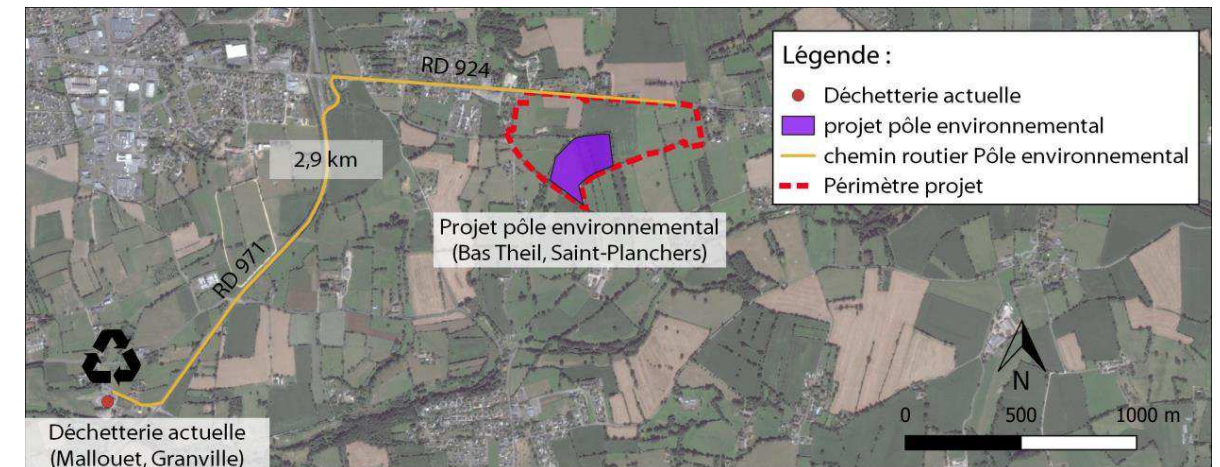 RD 924
2,9 km
RD 971
Projet pôle environnemental
(Bas Theil, Saint-Planchers)
Déchetterie actuelle
(Mallouet, Granville)
Légende :
Déchetterie actuelle
projet pôle environnemental
chemin routier Pôle environnemental
Périmètre projet
N
0 500 1000 m